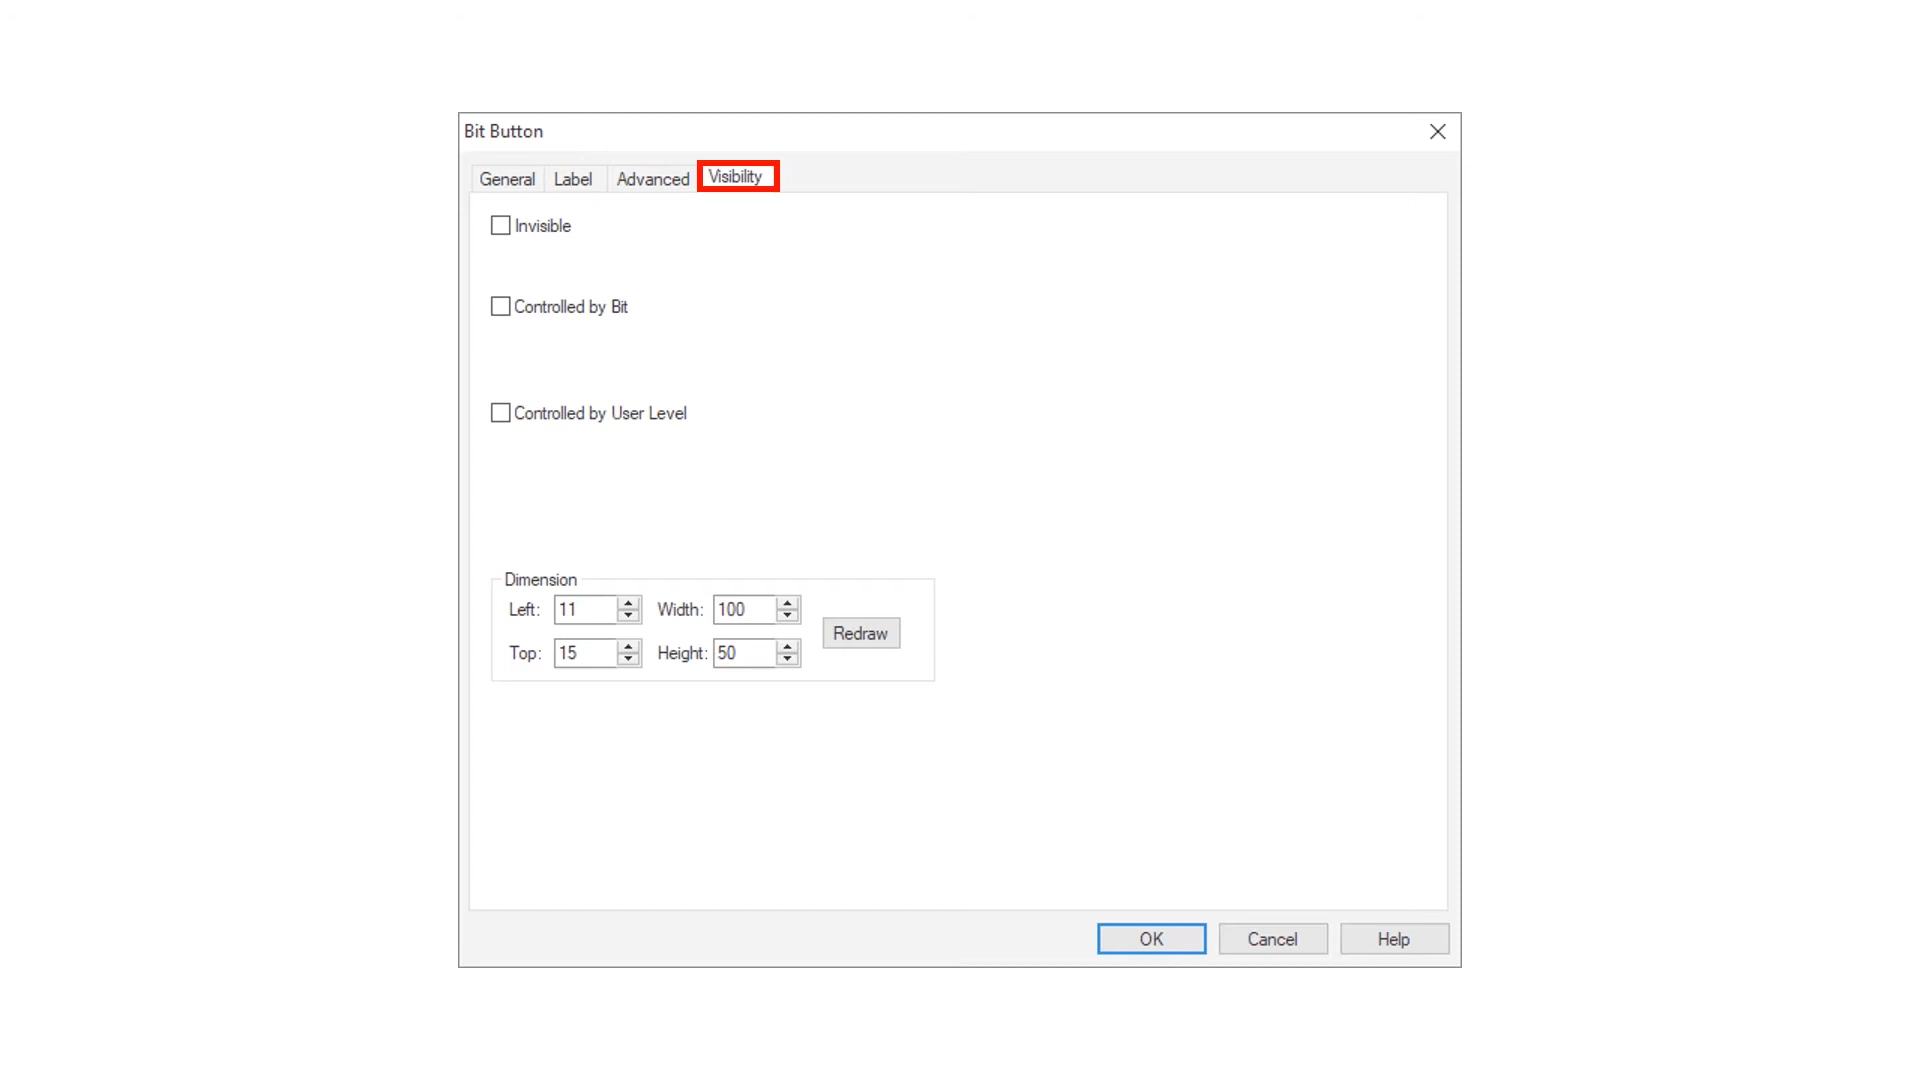 Bit Button
General Label Advanced Visibility
Invisible
Controlled by Bit
Controlled by User Level
Dimension
Left: 11 Width: 100
Redraw
Top: 15 Height: 50
OK Cancel Help